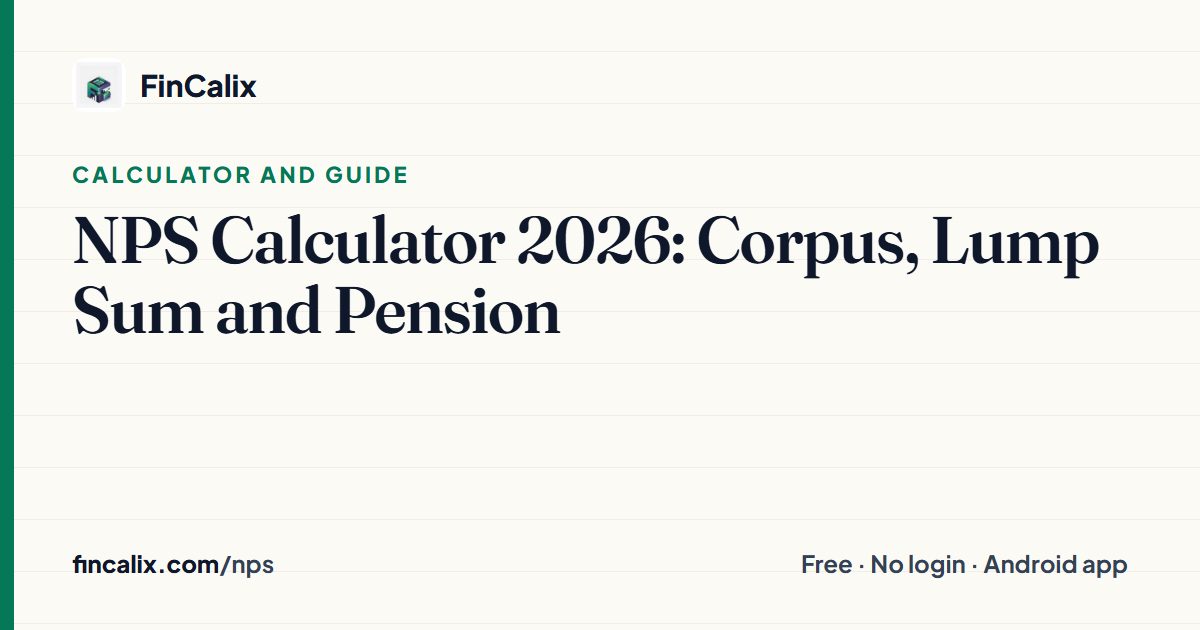 FinCalix
CALCULATOR AND GUIDE
NPS Calculator 2026: Corpus, Lump
Sum and Pension
fincalix.com/nps
Free · No login · Android app